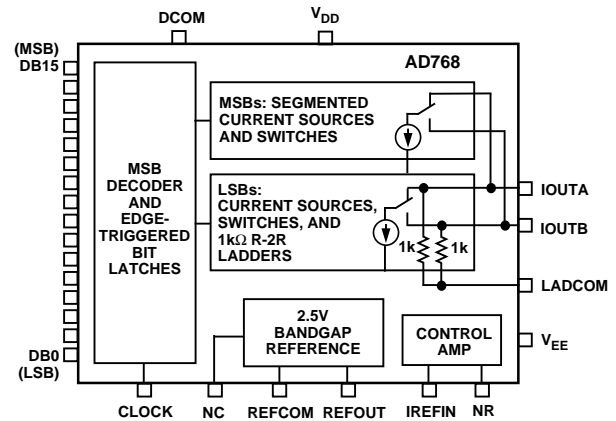 DCOM
V_DD
(MSB)
DB15
AD768
MSBs: SEGMENTED
CURRENT SOURCES
AND SWITCHES
MSB
DECODER
AND
EDGE-
TRIGGERED
BIT
LATCHES
LSBs:
CURRENT SOURCES,
SWITCHES, AND
1kΩ R-2R
LADDERS
1k
1k
IOUTA
IOUTB
LADCOM
2.5V
BANDGAP
REFERENCE
CONTROL
AMP
V_EE
DB0
(LSB)
CLOCK
NC
REFCOM
REFOUT
IREFIN
NR